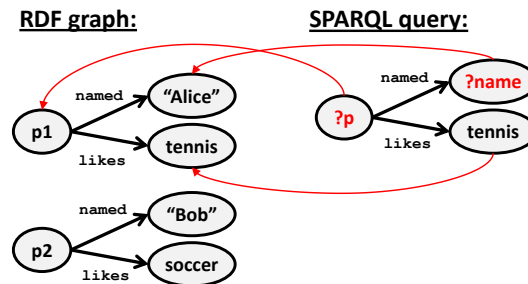 RDF graph:
SPARQL query:
named
“Alice”
p1
likes
tennis
named
“Bob”
p2
likes
soccer
named
?name
?p
likes
tennis